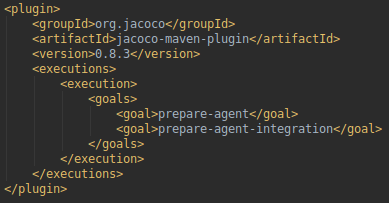 <plugin>
    <groupId>org.jacoco</groupId>
    <artifactId>jacoco-maven-plugin</artifactId>
    <version>0.8.3</version>
    <executions>
        <execution>
            <goals>
                <goal>prepare-agent</goal>
                <goal>prepare-agent-integration</goal>
            </goals>
        </execution>
    </executions>
</plugin>